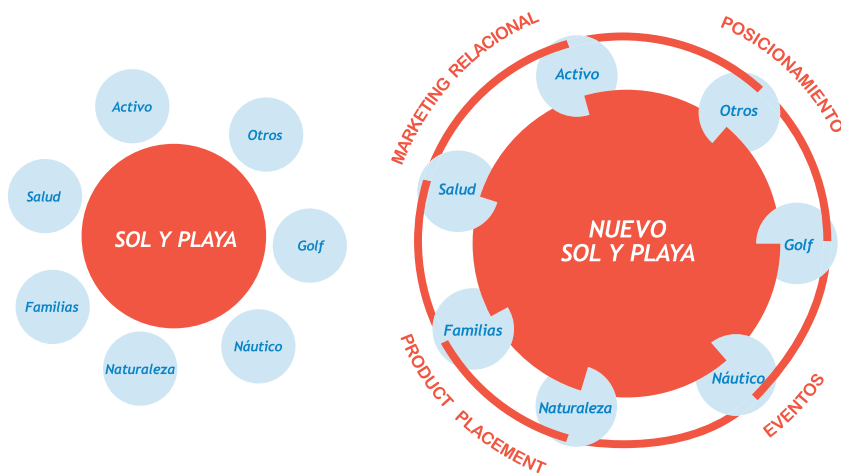 Activo
Otros
Salud
SOL Y PLAYA
Golf
Familias
Náutico
Naturaleza
MARKETING RELACIONAL
POSICIONAMIENTO
Activo
Otros
Salud
NUEVO
SOL Y PLAYA
Golf
Familias
Náutico
Naturaleza
PRODUCT PLACEMENT
EVENTOS